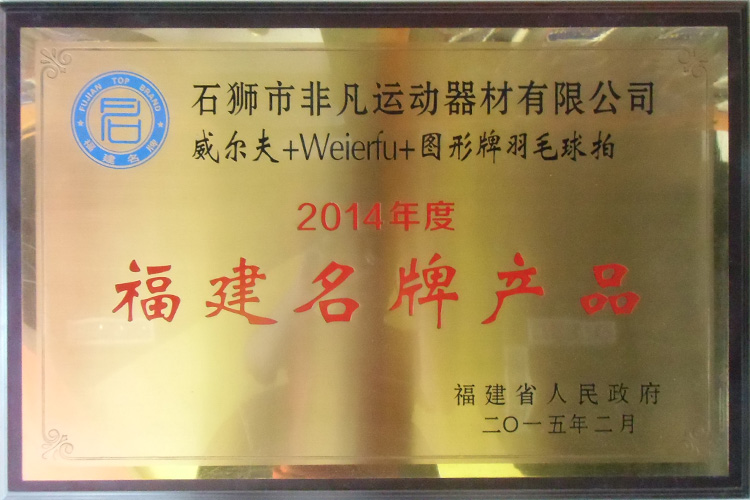 FUJIAN TOP BRAND
福建名牌
石狮市非凡运动器材有限公司
威尔夫+Weierfu+图形牌羽毛球拍
2014年度
福建名牌产品
福建省人民政府
二〇一五年二月